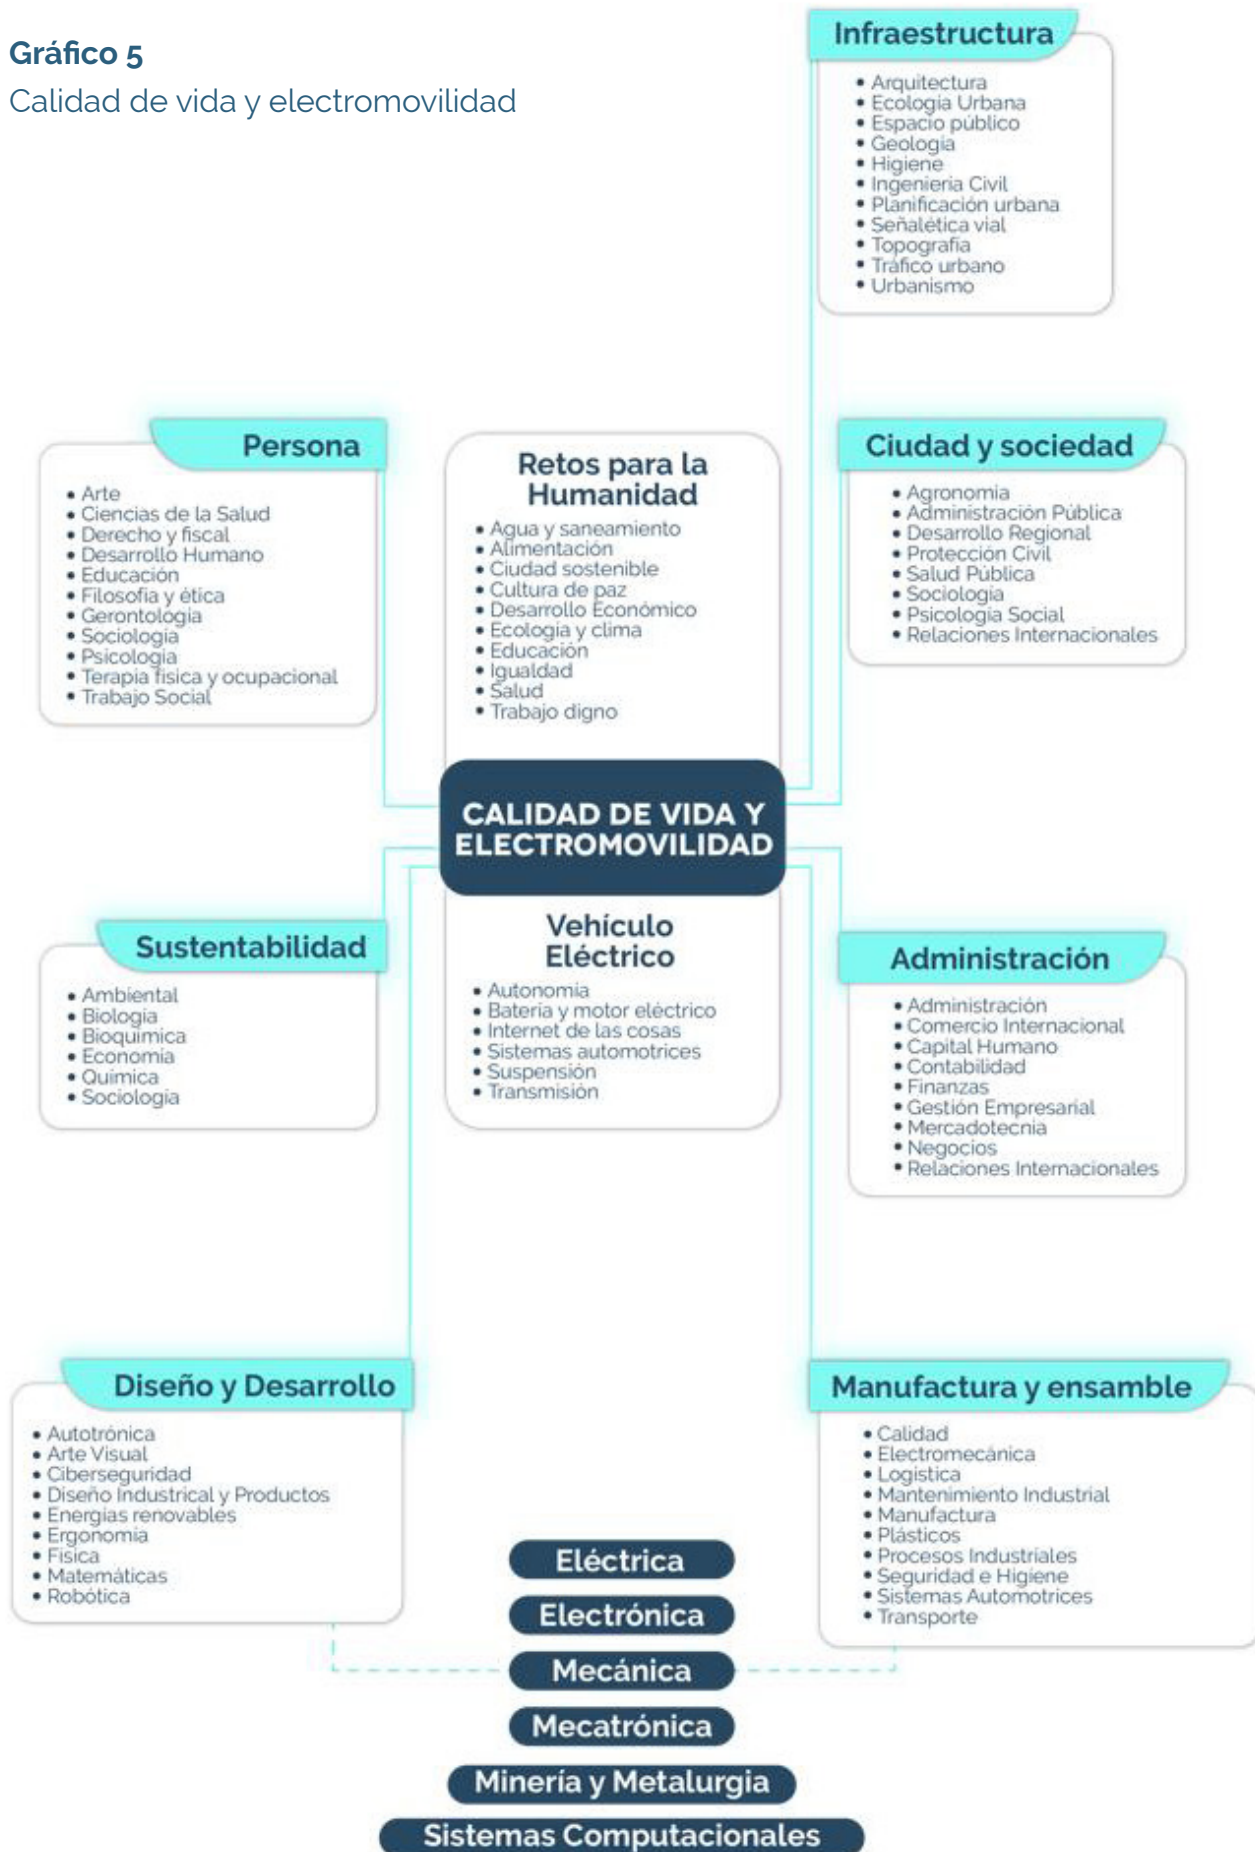 Gráfico 5
Calidad de vida y electromovilidad
Infraestructura
• Arquitectura
• Ecología Urbana
• Espacio público
• Geología
• Higiene
• Ingeniería Civil
• Planificación urbana
• Señalética vial
• Topografía
• Tráfico urbano
• Urbanismo
Persona
• Arte
• Ciencias de la Salud
• Derecho y fiscal
• Desarrollo Humano
• Educación
• Filosofía y ética
• Gerontología
• Sociología
• Psicología
• Terapia física y ocupacional
• Trabajo Social
Retos para la
Humanidad
• Agua y saneamiento
• Alimentación
• Ciudad sostenible
• Cultura de paz
• Desarrollo Económico
• Ecología y clima
• Educación
• Igualdad
• Salud
• Trabajo digno
Ciudad y sociedad
• Agronomía
• Administración Pública
• Desarrollo Regional
• Protección Civil
• Salud Pública
• Sociología
• Psicología Social
• Relaciones Internacionales
CALIDAD DE VIDA Y
ELECTROMOVILIDAD
Sustentabilidad
• Ambiental
• Biología
• Bioquímica
• Economía
• Química
• Sociología
Vehículo
Eléctrico
• Autonomía
• Batería y motor eléctrico
• Internet de las cosas
• Sistemas automotrices
• Suspensión
• Transmisión
Administración
• Administración
• Comercio Internacional
• Capital Humano
• Contabilidad
• Finanzas
• Gestión Empresarial
• Mercadotecnia
• Negocios
• Relaciones Internacionales
Diseño y Desarrollo
• Autotrónica
• Arte Visual
• Ciberseguridad
• Diseño Industrical y Productos
• Energías renovables
• Ergonomía
• Física
• Matemáticas
• Robótica
Manufactura y ensamble
• Calidad
• Electromecánica
• Logística
• Mantenimiento Industrial
• Manufactura
• Plásticos
• Procesos Industriales
• Seguridad e Higiene
• Sistemas Automotrices
• Transporte
Eléctrica
Electrónica
Mecánica
Mecatrónica
Minería y Metalurgia
Sistemas Computacionales